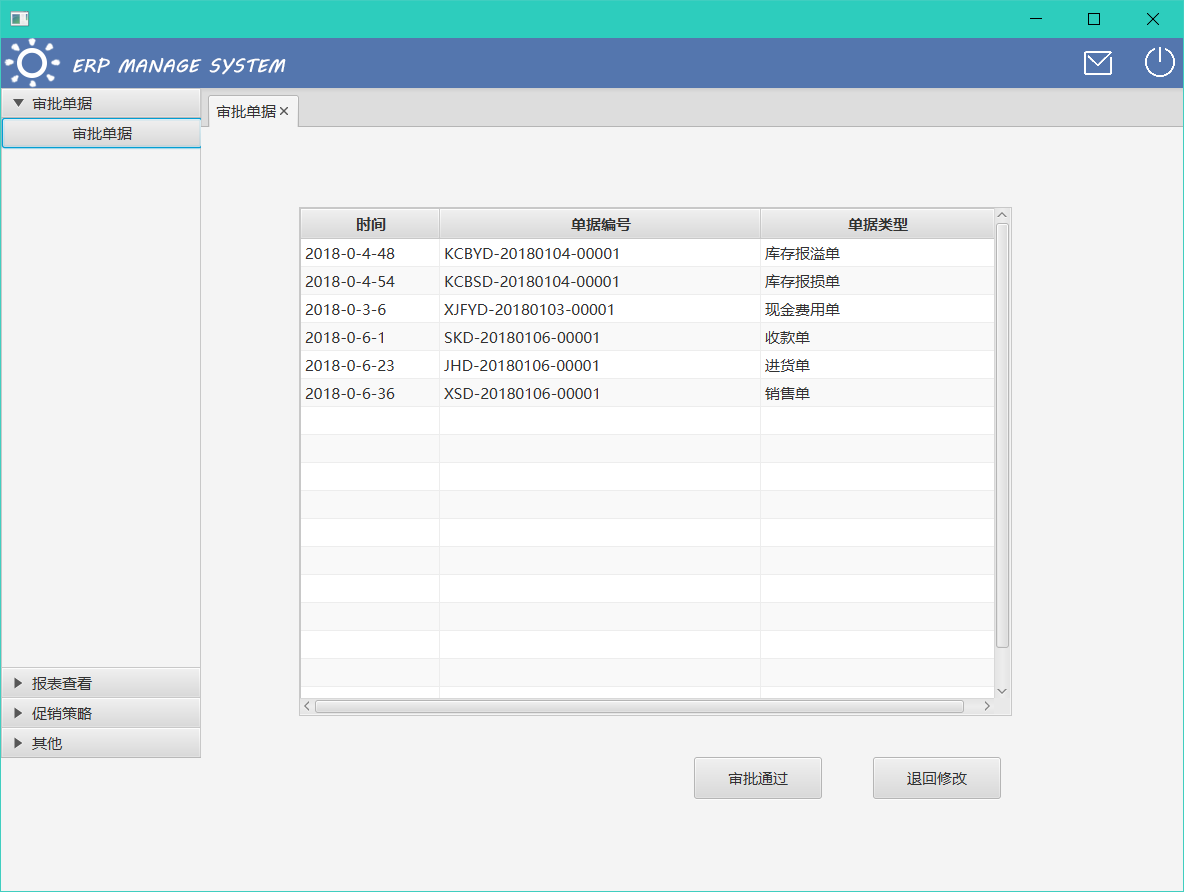 ERP MANAGE SYSTEM
审批单据
审批单据
报表查看
促销策略
其他
审批单据
时间 单据编号 单据类型
2018-0-4-48 KCBYD-20180104-00001 库存报溢单
2018-0-4-54 KCBSD-20180104-00001 库存报损单
2018-0-3-6 XJFYD-20180103-00001 现金费用单
2018-0-6-1 SKD-20180106-00001 收款单
2018-0-6-23 JHD-20180106-00001 进货单
2018-0-6-36 XSD-20180106-00001 销售单
审批通过 退回修改